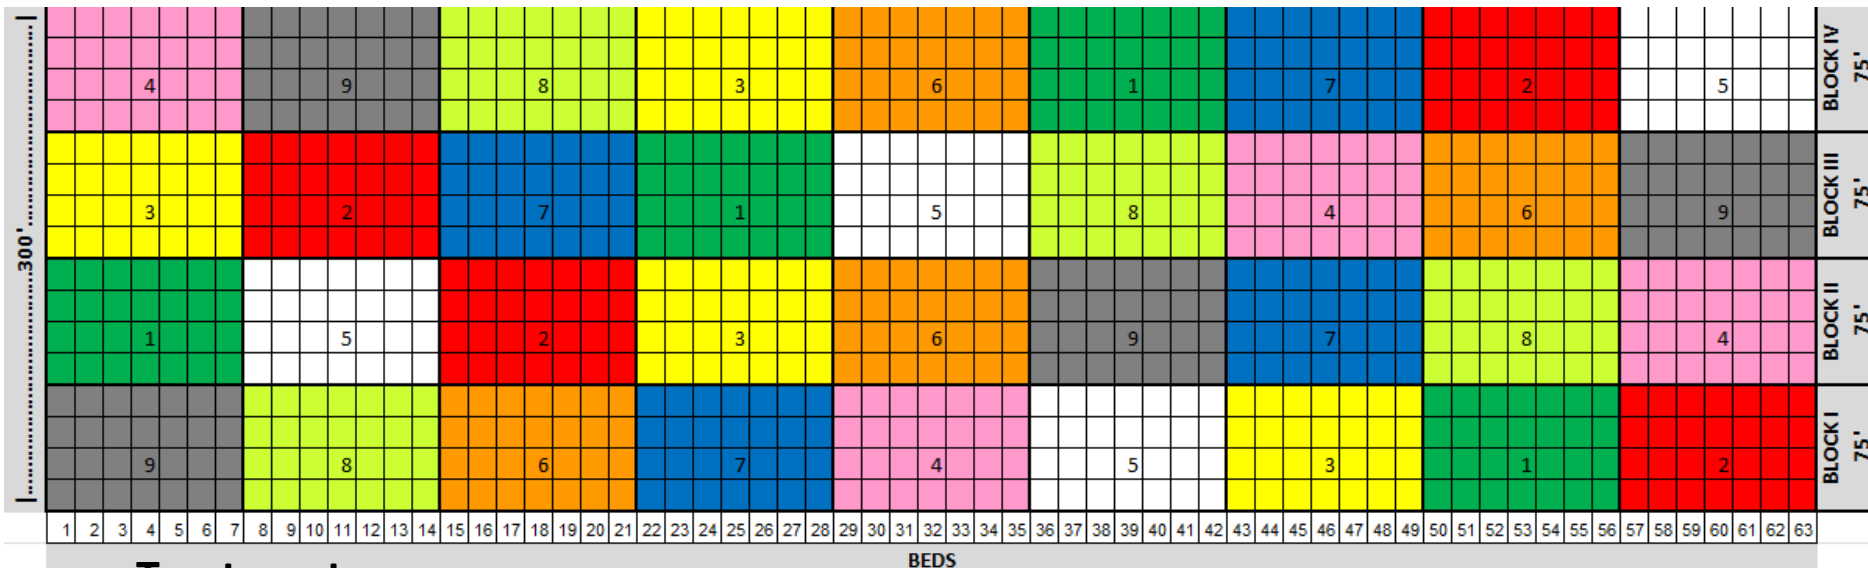 4 9 8 3 6 1 7 2 5 BLOCK IV 75'
3 2 7 1 5 8 4 6 9 BLOCK III 75'
|...........................300'...........................|
1 5 2 3 6 9 7 8 4 BLOCK II 75'
9 8 6 7 4 5 3 1 2 BLOCK I 75'
1 2 3 4 5 6 7 8 9 10 11 12 13 14 15 16 17 18 19 20 21 22 23 24 25 26 27 28 29 30 31 32 33 34 35 36 37 38 39 40 41 42 43 44 45 46 47 48 49 50 51 52 53 54 55 56 57 58 59 60 61 62 63
BEDS